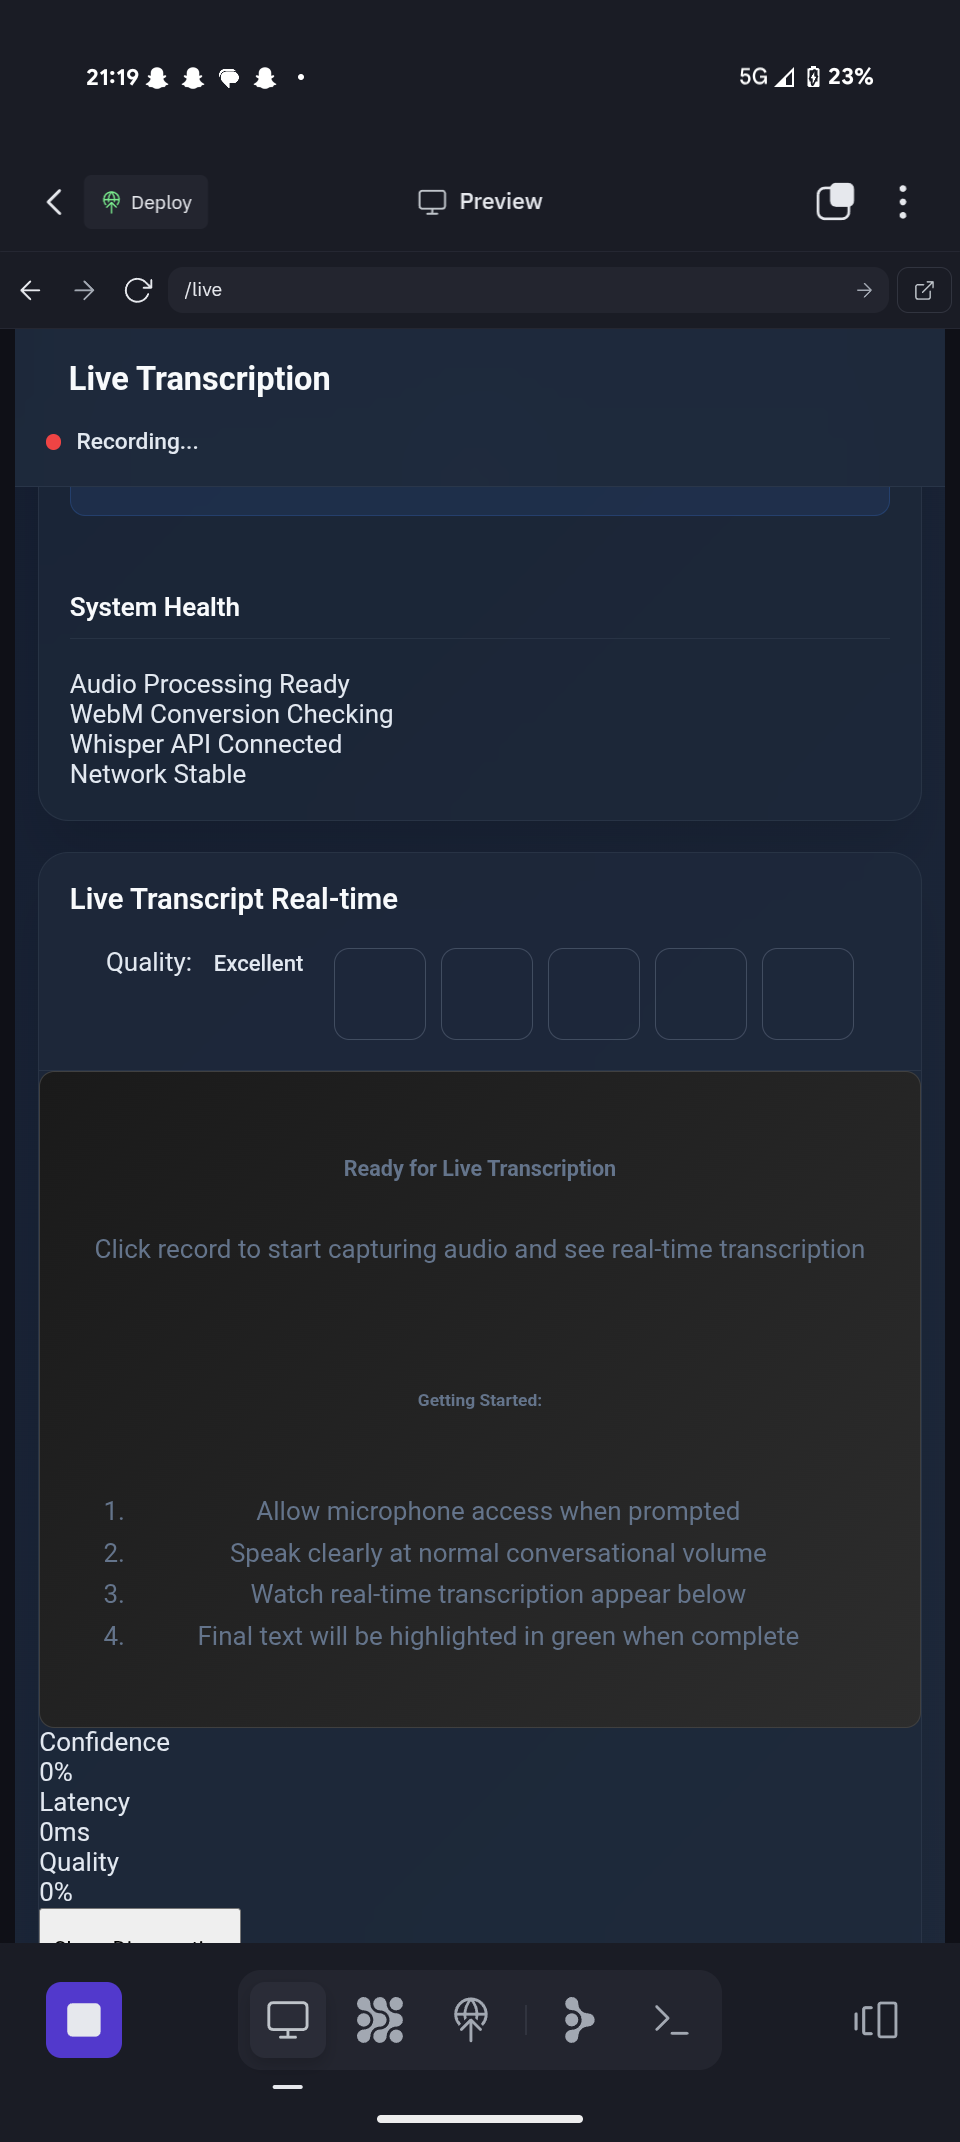 21:19
5G 23%
Deploy
Preview
/live
Live Transcription
Recording...
System Health
Audio Processing Ready
WebM Conversion Checking
Whisper API Connected
Network Stable
Live Transcript Real-time
Quality: Excellent
Ready for Live Transcription
Click record to start capturing audio and see real-time transcription
Getting Started:
1. Allow microphone access when prompted
2. Speak clearly at normal conversational volume
3. Watch real-time transcription appear below
4. Final text will be highlighted in green when complete
Confidence
0%
Latency
0ms
Quality
0%